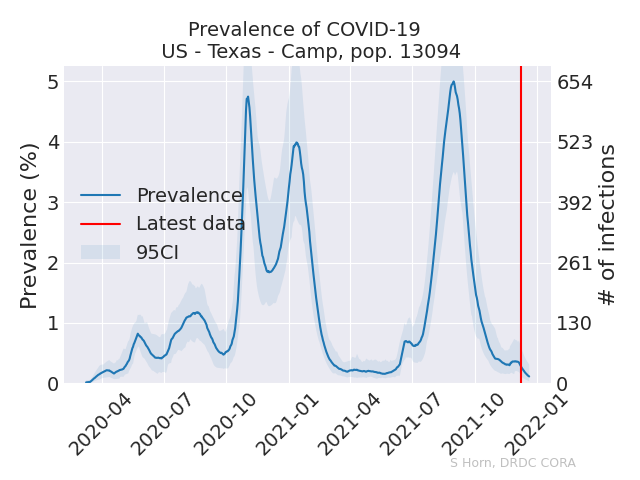 Prevalence of COVID-19
US - Texas - Camp, pop. 13094
Prevalence (%)
5
4
3
2
1
0
654
523
392
261
130
0
# of infections
Prevalence
Latest data
95CI
2020-04
2020-07
2020-10
2021-01
2021-04
2021-07
2021-10
2022-01
S Horn, DRDC CORA